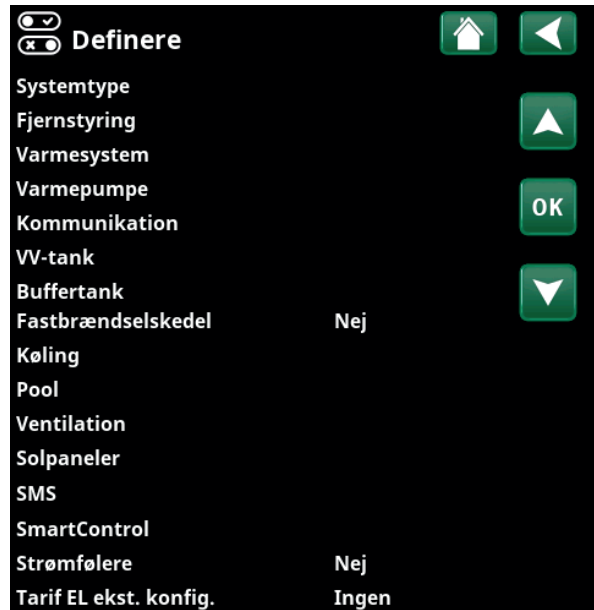 Definere
Systemtype
Fjernstyring
Varmesystem
Varmepumpe
OK
Kommunikation
VV-tank
Buffertank
Fastbrændselskedel Nej
Køling
Pool
Ventilation
Solpaneler
SMS
SmartControl
Strømfølere Nej
Tarif EL ekst. konfig. Ingen